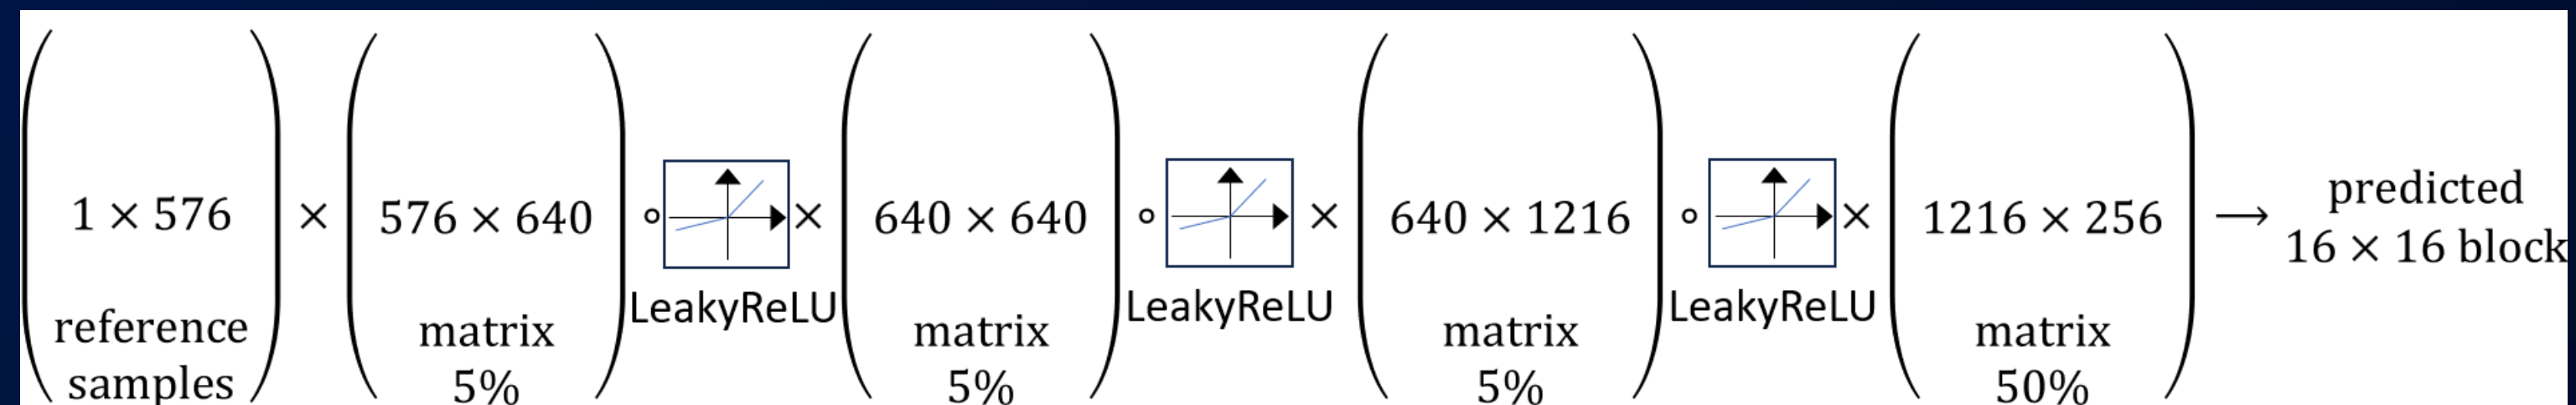 1 × 576
reference
samples
×
576 × 640
matrix
5%
∘
LeakyReLU
×
640 × 640
matrix
5%
∘
LeakyReLU
×
640 × 1216
matrix
5%
∘
LeakyReLU
×
1216 × 256
matrix
50%
⟶
predicted
16 × 16 block